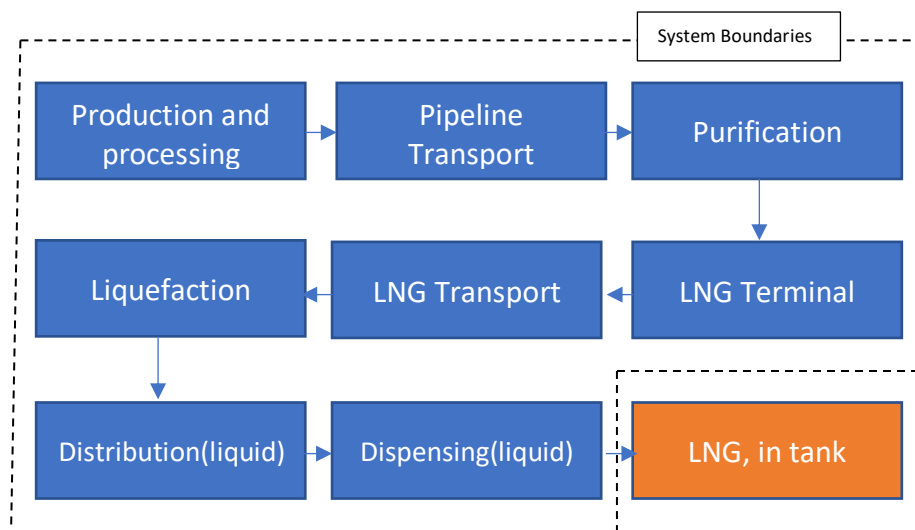 System Boundaries
Production and
processing
Pipeline
Transport
Purification
Liquefaction
LNG Transport
LNG Terminal
Distribution(liquid)
Dispensing(liquid)
LNG, in tank